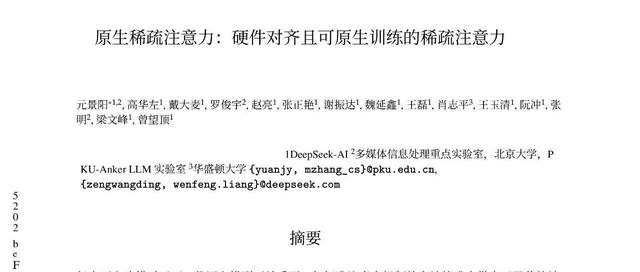 原生稀疏注意力：硬件对齐且可原生训练的稀疏注意力
元景阳*1,2, 高华左1, 戴大麦1, 罗俊宇2, 赵亮1, 张正艳1, 谢振达1, 魏延鑫1, 王磊1, 肖志平3, 王玉清1, 阮冲1, 张
明2, 梁文峰1, 曾望顶1
1DeepSeek-AI 2多媒体信息处理重点实验室，北京大学，P
KU-Anker LLM 实验室 3华盛顿大学 {yuanjy, mzhang_cs}@pku.edu.cn,
{zengwangding, wenfeng.liang}@deepseek.com
5202 beF
摘要